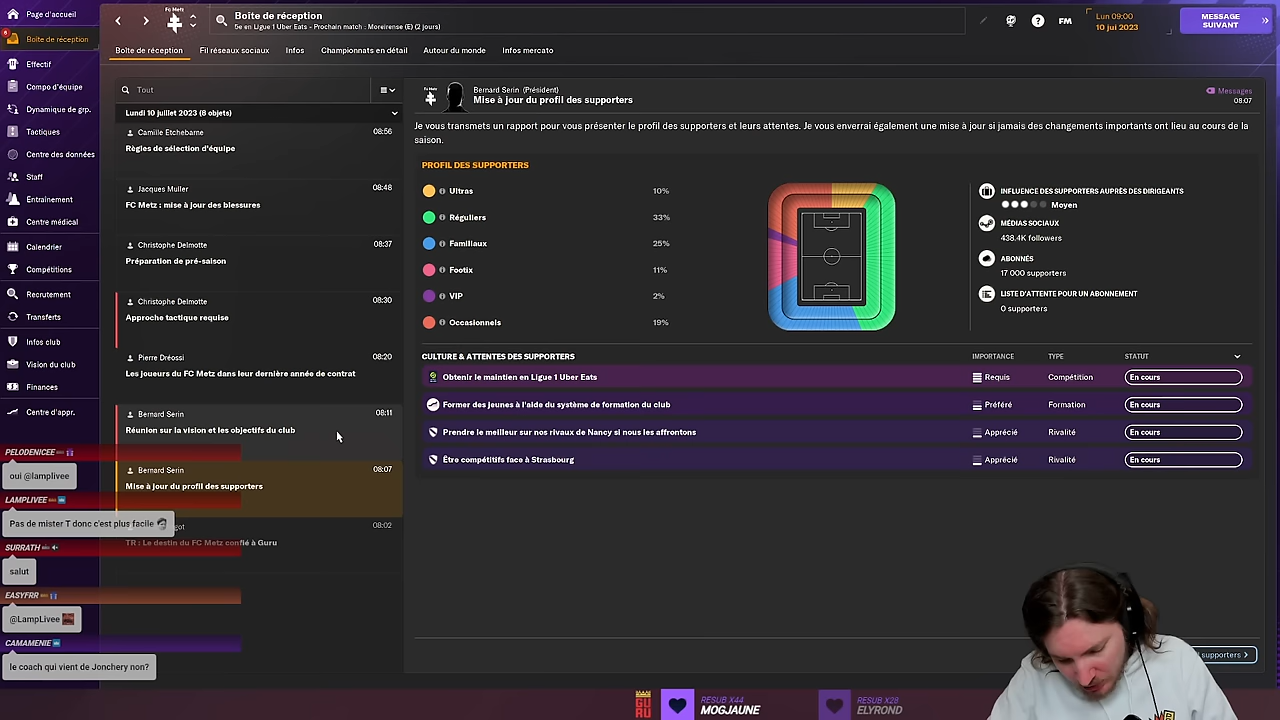 Page d'accueil
Boîte de réception
Effectif
Compo d'équipe
Dynamique de grp.
Tactiques
Centre des données
Staff
Entraînement
Centre médical
Calendrier
Compétitions
Recrutement
Transferts
Infos club
Vision du club
Finances
Centre d'appr.
Fc Metz
Boîte de réception
5e en Ligue 1 Uber Eats - Prochain match : Moreirense (E) (2 jours)
FM
Lun 09:00
10 jui 2023
MESSAGE SUIVANT
Boîte de réception
Fil réseaux sociaux
Infos
Championnats en détail
Autour du monde
Infos mercato
Tout
Lundi 10 juillet 2023 (8 objets)
Camille Etchebarne 08:56
Règles de sélection d'équipe
Jacques Muller 08:48
FC Metz : mise à jour des blessures
Christophe Delmotte 08:37
Préparation de pré-saison
Christophe Delmotte 08:30
Approche tactique requise
Pierre Dréossi 08:20
Les joueurs du FC Metz dans leur dernière année de contrat
Bernard Serin 08:11
Réunion sur la vision et les objectifs du club
Bernard Serin 08:07
Mise à jour du profil des supporters
got 08:02
TR : Le destin du FC Metz confié à Guru
Fc Metz
Bernard Serin (Président)
Mise à jour du profil des supporters
Messages
08:07
Je vous transmets un rapport pour vous présenter le profil des supporters et leurs attentes. Je vous enverrai également une mise à jour si jamais des changements importants ont lieu au cours de la
saison.
PROFIL DES SUPPORTERS
Ultras 10%
Réguliers 33%
Familiaux 25%
Footix 11%
VIP 2%
Occasionnels 19%
INFLUENCE DES SUPPORTERS AUPRÈS DES DIRIGEANTS
Moyen
MÉDIAS SOCIAUX
438.4K followers
ABONNÉS
17 000 supporters
LISTE D'ATTENTE POUR UN ABONNEMENT
0 supporters
CULTURE & ATTENTES DES SUPPORTERS IMPORTANCE TYPE STATUT
Obtenir le maintien en Ligue 1 Uber Eats Requis Compétition En cours
Former des jeunes à l'aide du système de formation du club Préféré Formation En cours
Prendre le meilleur sur nos rivaux de Nancy si nous les affrontons Apprécié Rivalité En cours
Être compétitifs face à Strasbourg Apprécié Rivalité En cours
supporters
PELODENICEE
oui @lamplivee
LAMPLIVEE
Pas de mister T donc c'est plus facile
SURRATH
salut
EASYFRR
@LampLivee
CAMAMENIE
le coach qui vient de Jonchery non?
GURU
RESUB X44
MOGJAUNE
RESUB X28
ELYROND